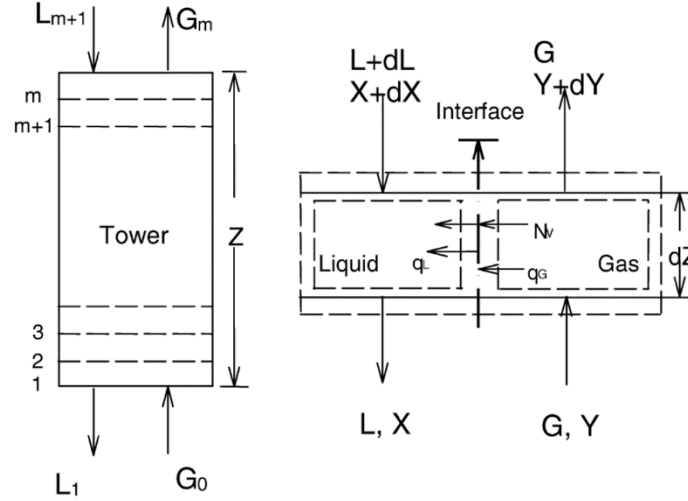 Lm+1
Gm
m
m+1
Tower
Z
3
2
1
L1
G0
L+dL
X+dX
G
Y+dY
Interface
Nv
qL
qG
Liquid
Gas
dZ
L, X
G, Y